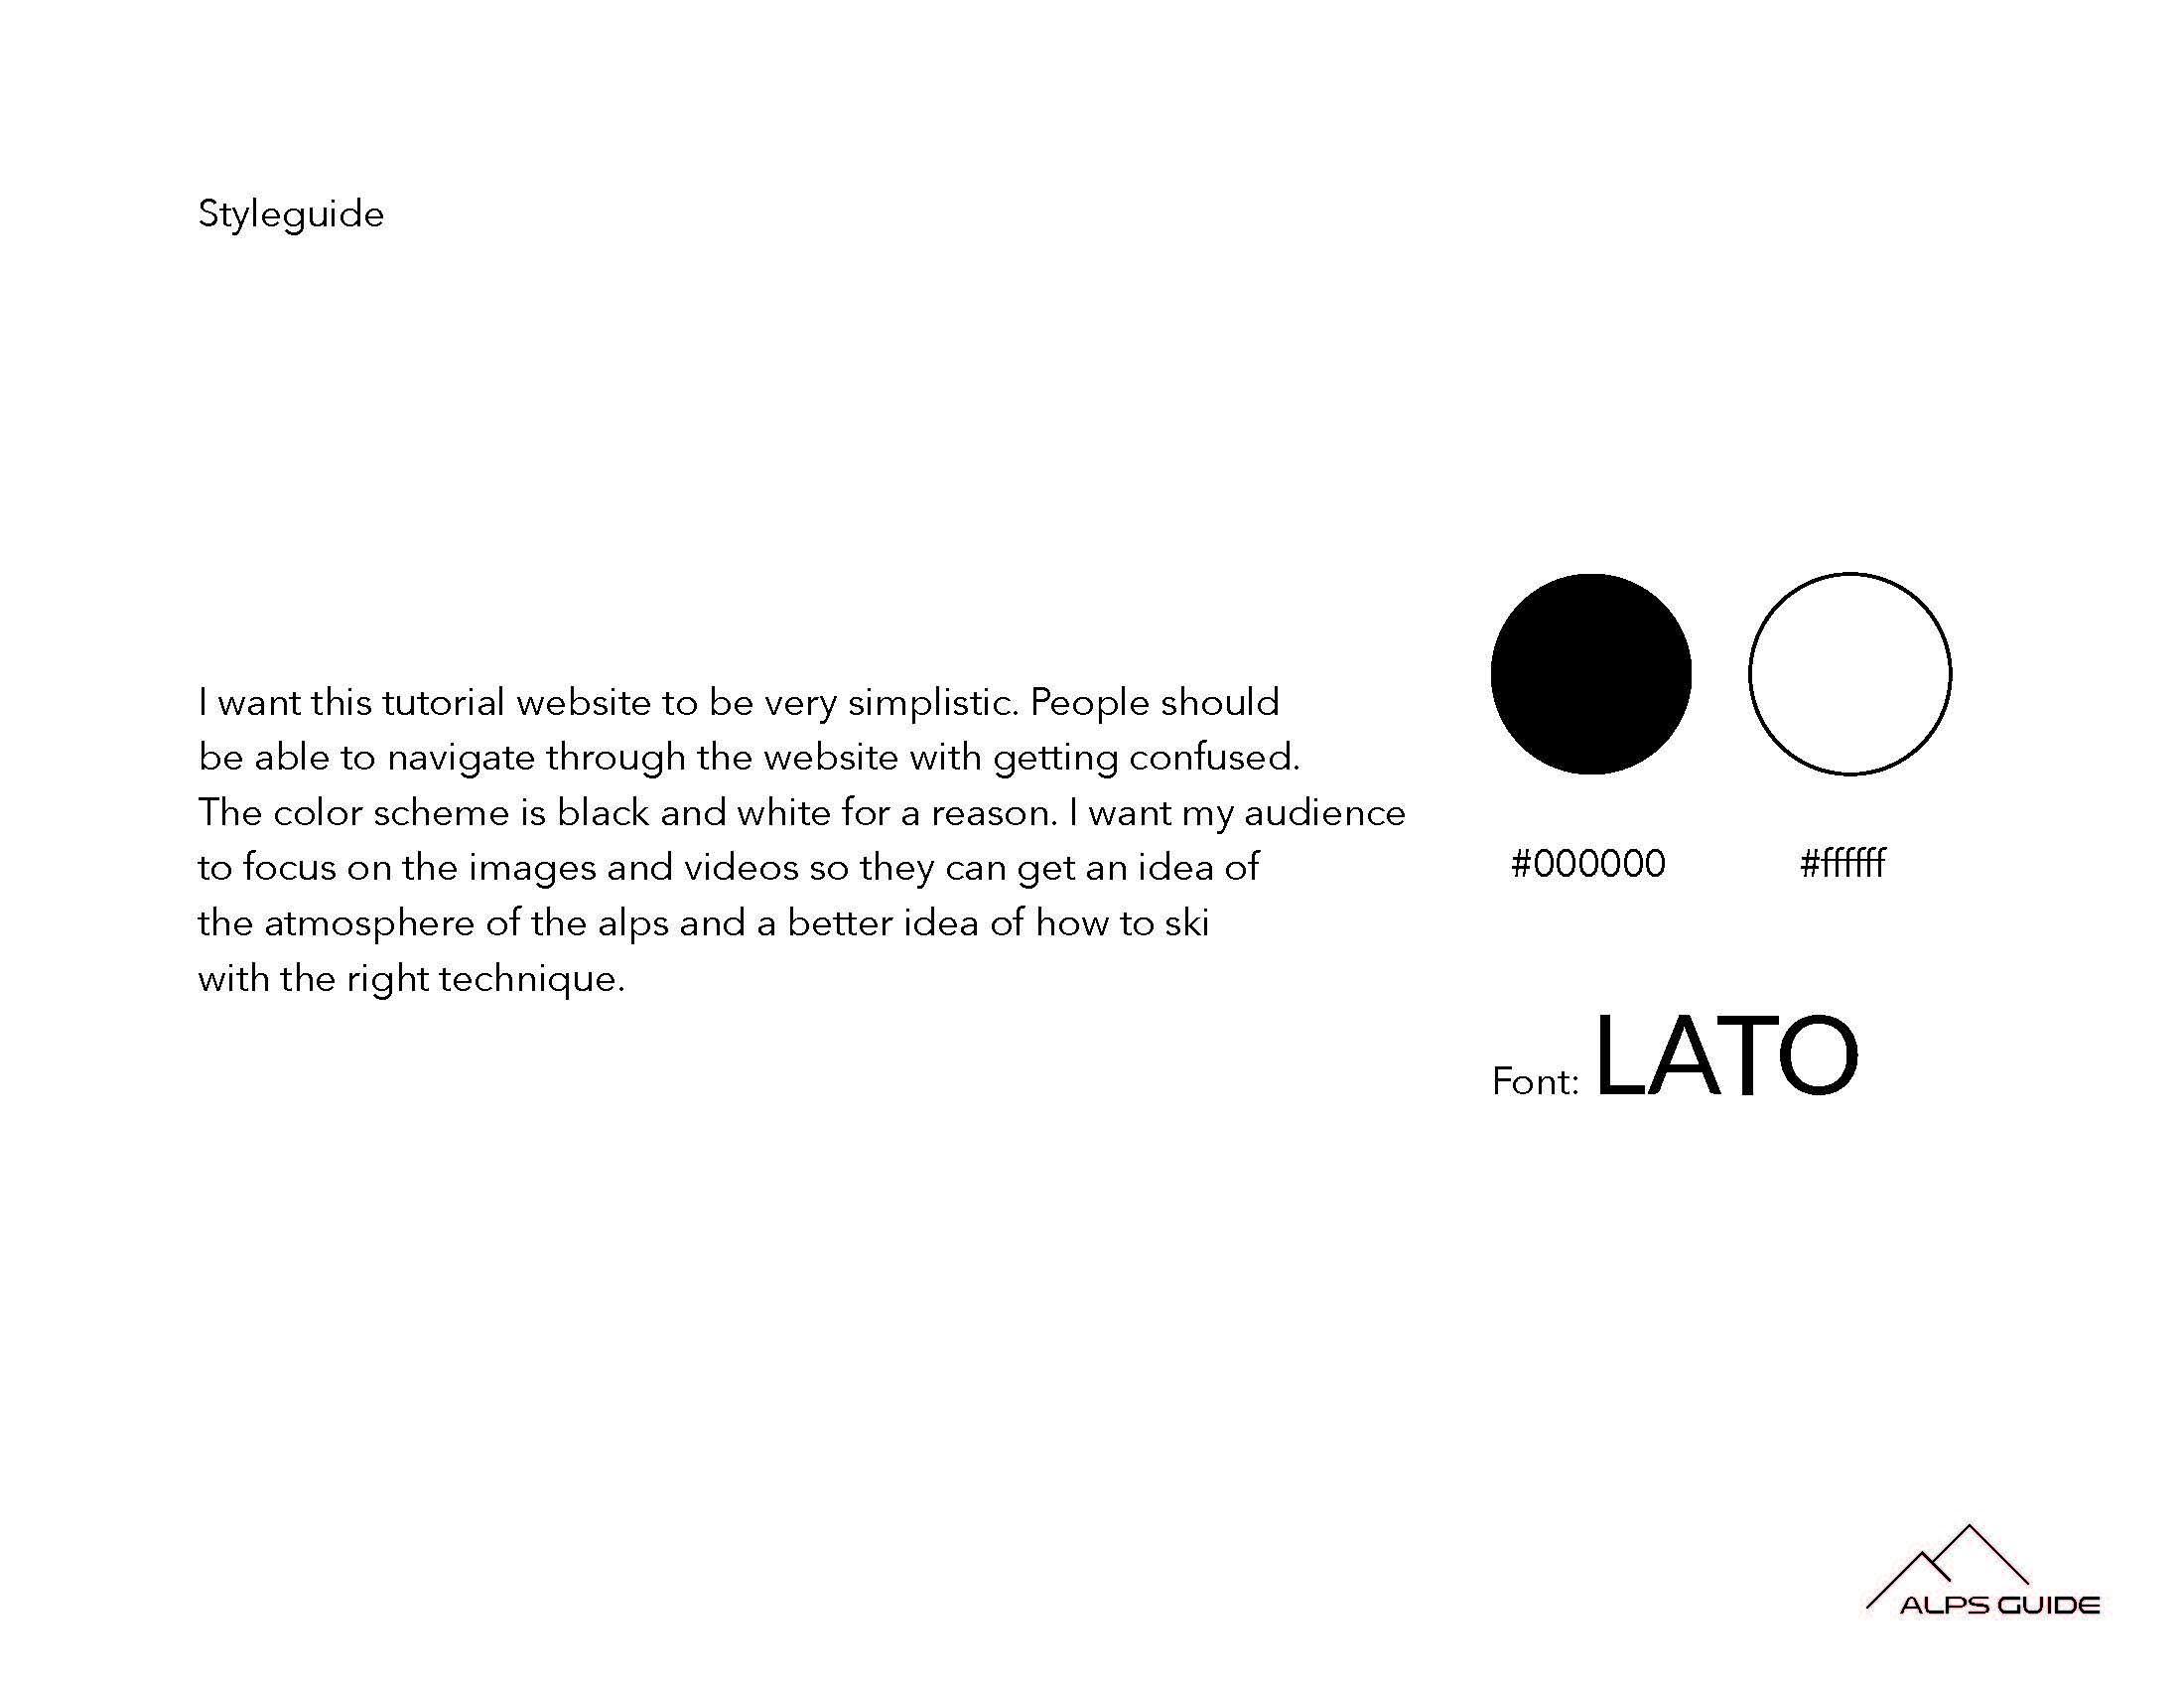 Styleguide
I want this tutorial website to be very simplistic. People should
be able to navigate through the website with getting confused.
The color scheme is black and white for a reason. I want my audience
to focus on the images and videos so they can get an idea of
the atmosphere of the alps and a better idea of how to ski
with the right technique.
#000000 #ffffff
Font: LATO
ALPS GUIDE